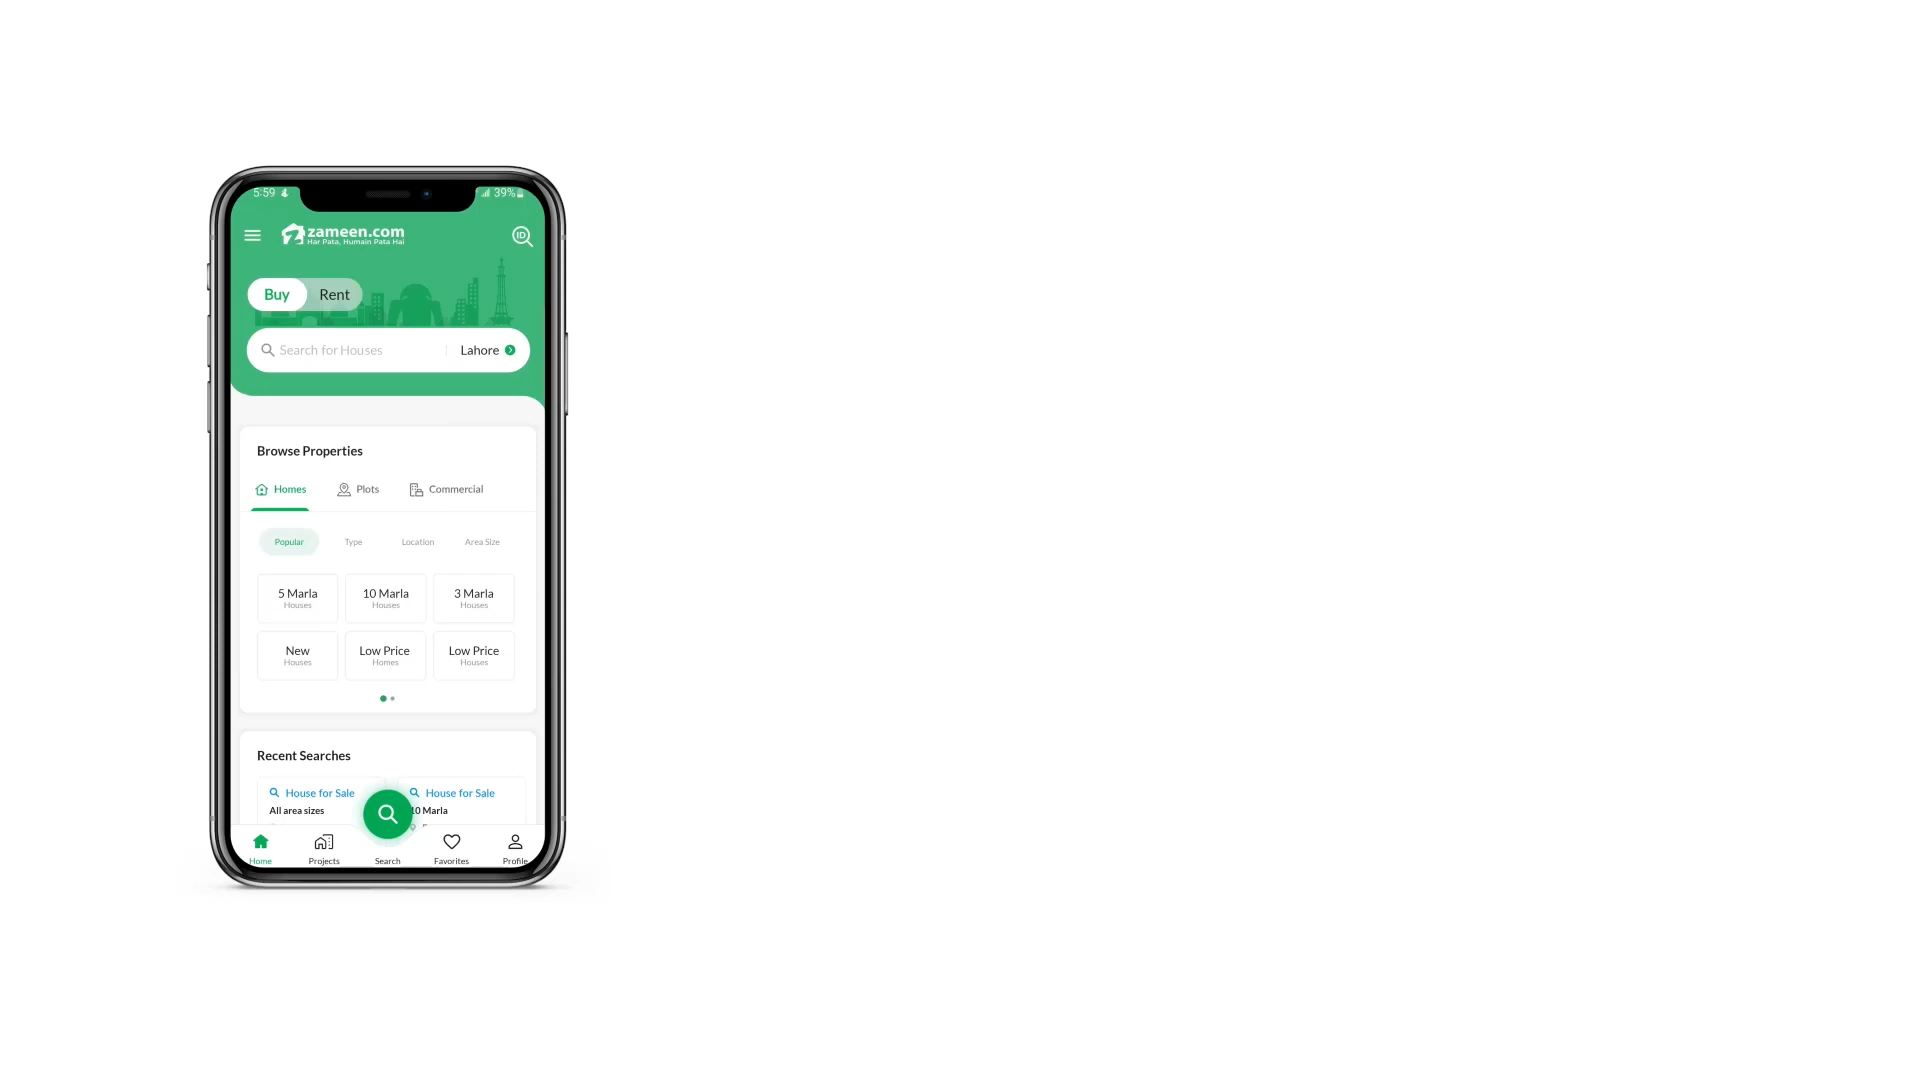 5:59
39%
zameen.com
Har Pata, Humain Pata Hai
ID
Buy
Rent
Search for Houses
Lahore
Browse Properties
Homes
Plots
Commercial
Popular
Type
Location
Area Size
5 Marla
Houses
10 Marla
Houses
3 Marla
Houses
New
Houses
Low Price
Homes
Low Price
Houses
Recent Searches
House for Sale
All area sizes
House for Sale
10 Marla
Home
Projects
Search
Favorites
Profile